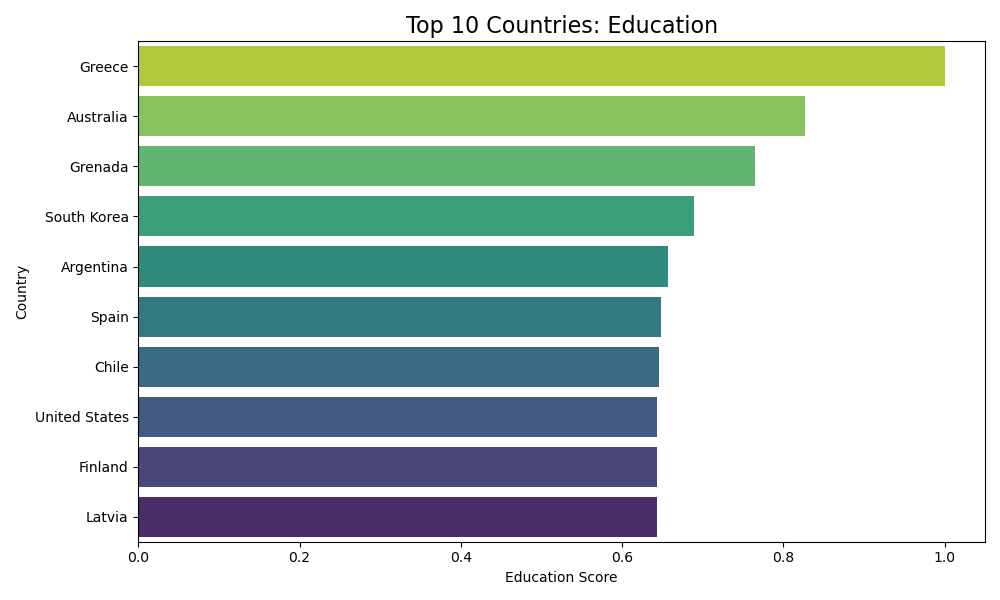 Top 10 Countries: Education
Country
Greece
Australia
Grenada
South Korea
Argentina
Spain
Chile
United States
Finland
Latvia
0.0 0.2 0.4 0.6 0.8 1.0
Education Score